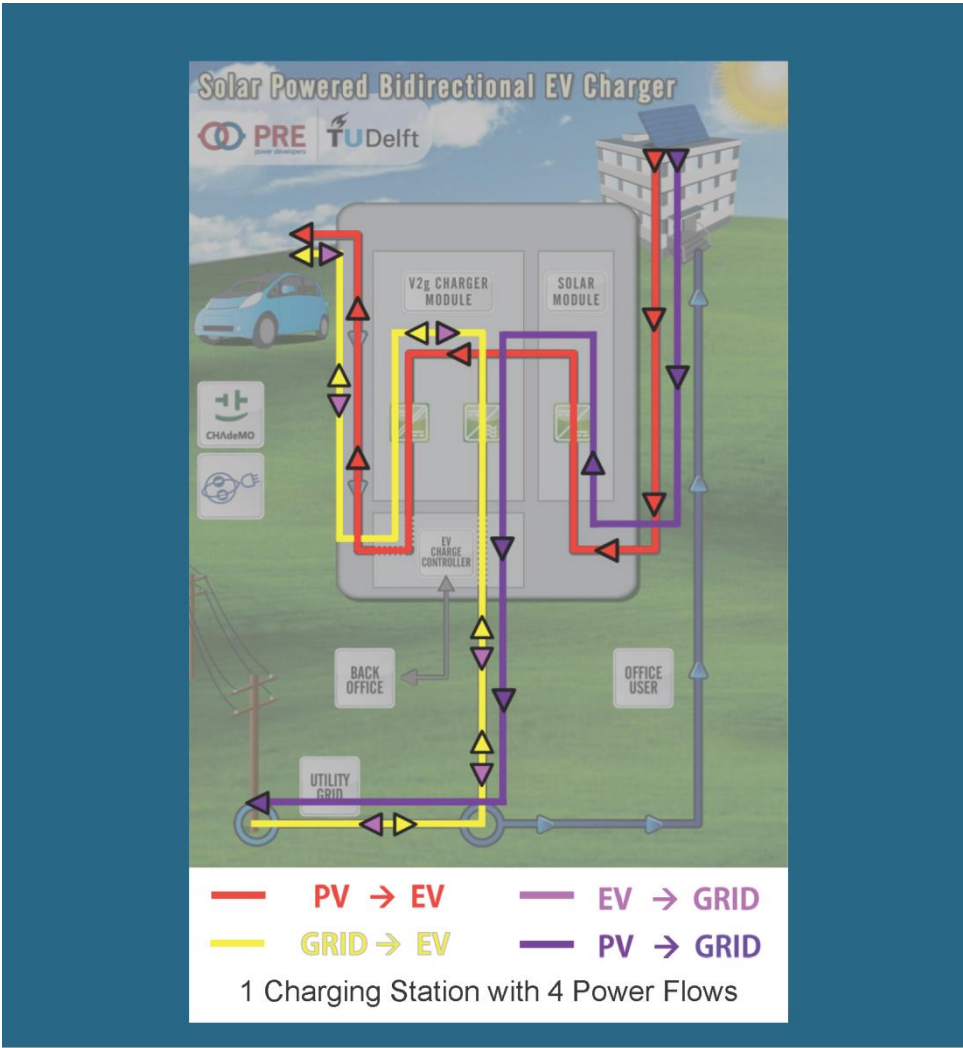 Solar Powered Bidirectional EV Charger
PRE
power developers
TUDelft
V2g CHARGER
MODULE
SOLAR
MODULE
CHAdeMO
EV
CHARGE
CONTROLLER
BACK
OFFICE
OFFICE
USER
UTILITY
GRID
PV → EV
EV → GRID
GRID → EV
PV → GRID
1 Charging Station with 4 Power Flows